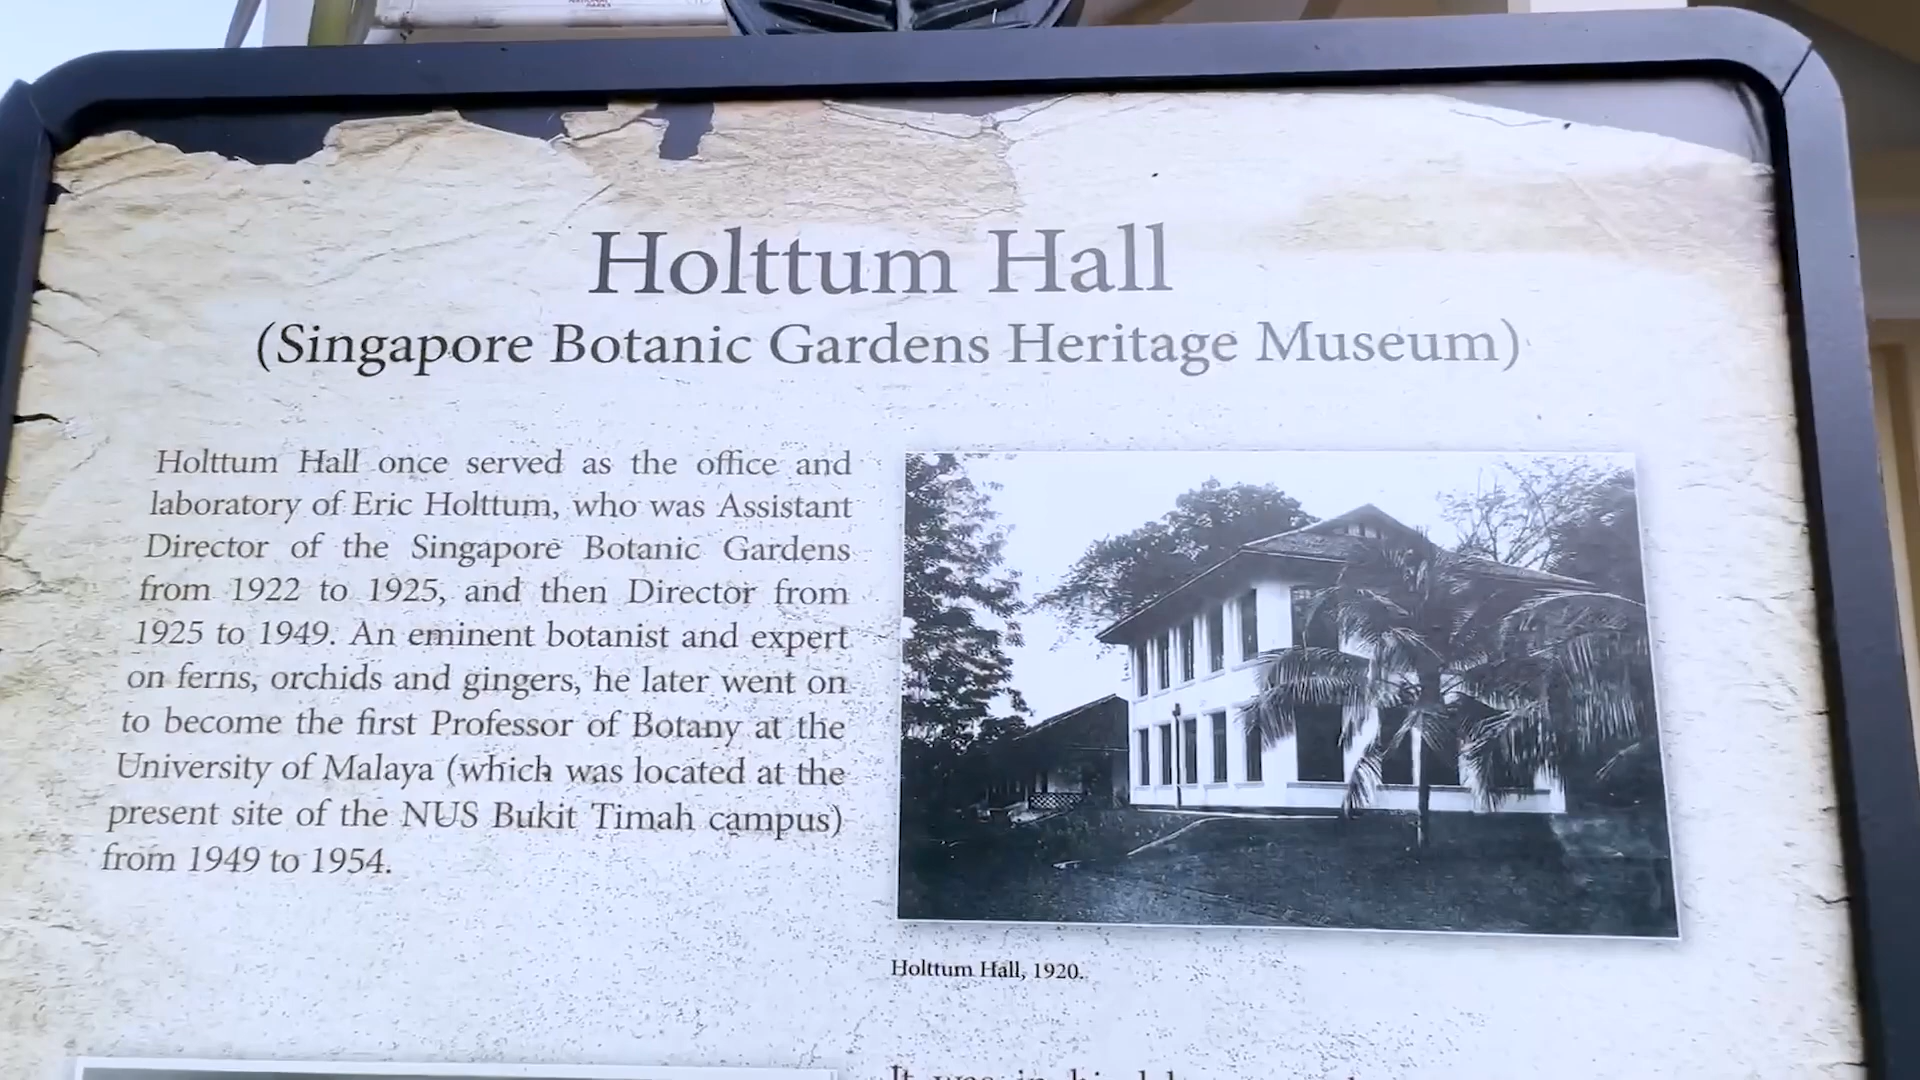 Holttum Hall
(Singapore Botanic Gardens Heritage Museum)
Holttum Hall once served as the office and
laboratory of Eric Holttum, who was Assistant
Director of the Singapore Botanic Gardens
from 1922 to 1925, and then Director from
1925 to 1949. An eminent botanist and expert
on ferns, orchids and gingers, he later went on
to become the first Professor of Botany at the
University of Malaya (which was located at the
present site of the NUS Bukit Timah campus)
from 1949 to 1954.
Holttum Hall, 1920.
It was in